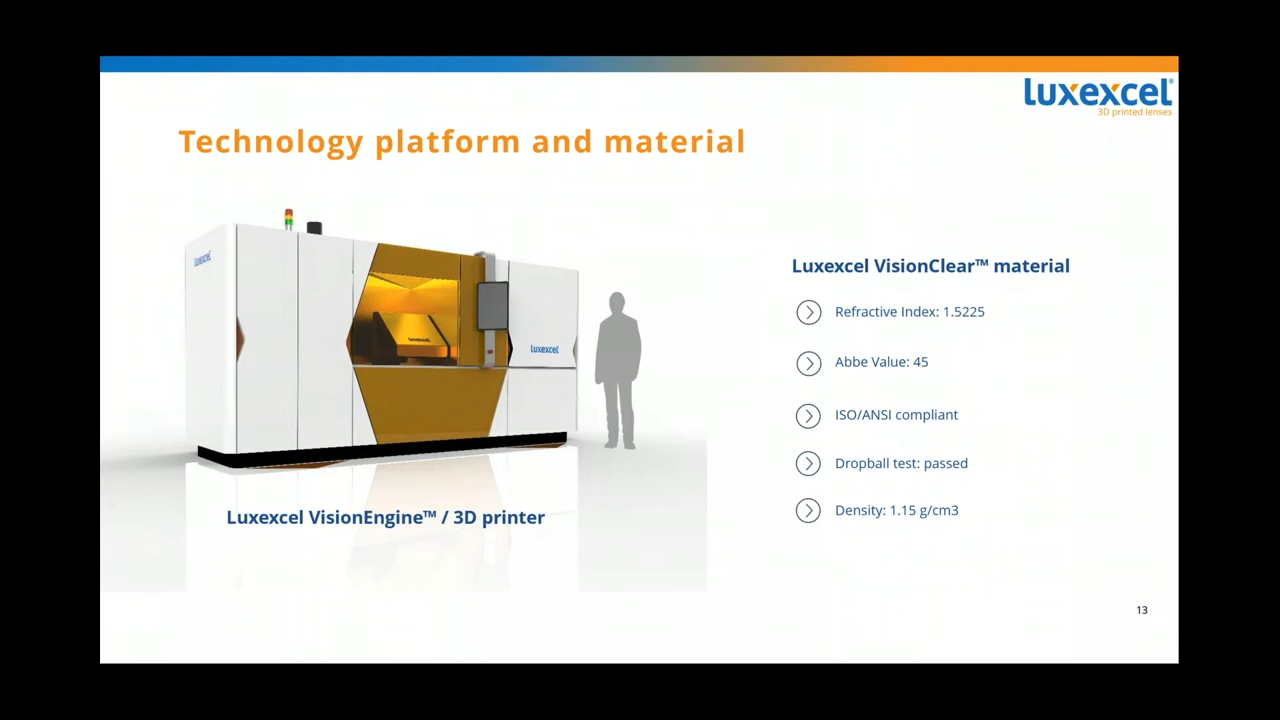 luxexcel®
3D printed lenses
Technology platform and material
luxexcel
luxexcel
luxexcel
Luxexcel VisionClear™ material
Refractive Index: 1.5225
Abbe Value: 45
ISO/ANSI compliant
Dropball test: passed
Density: 1.15 g/cm3
Luxexcel VisionEngine™ / 3D printer
13